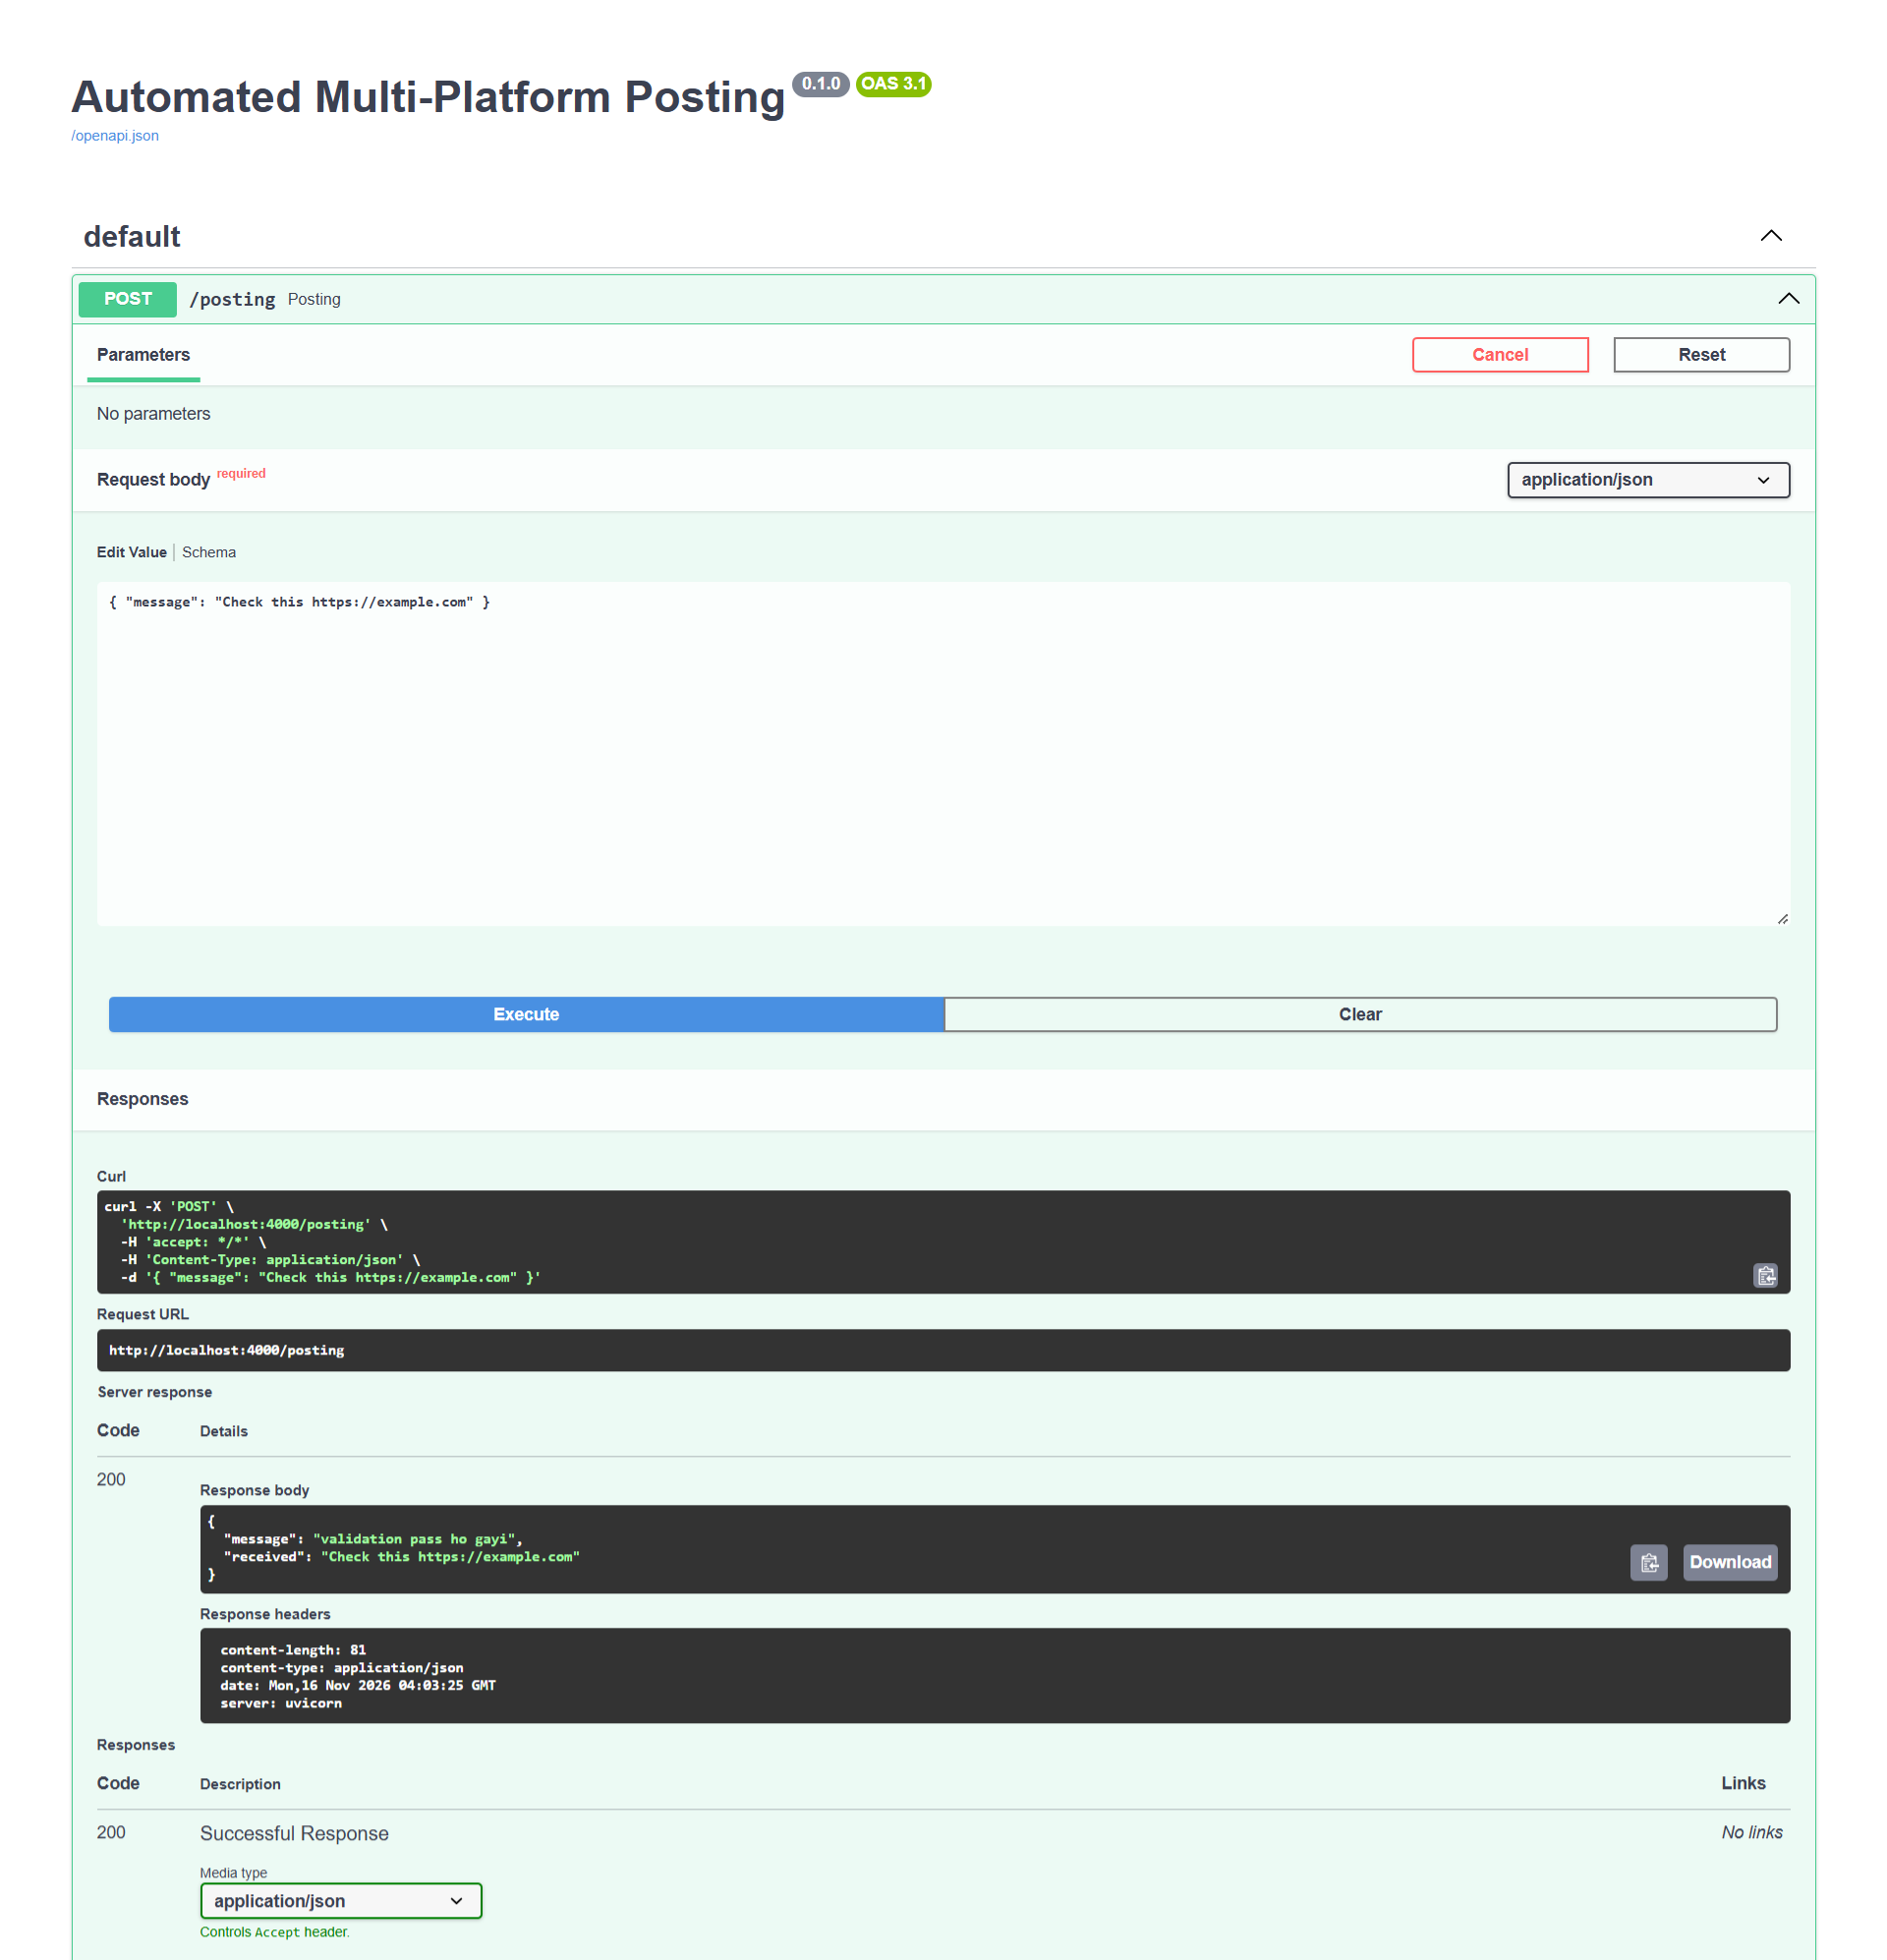 Automated Multi-Platform Posting 0.1.0 OAS 3.1
/openapi.json
default
POST /posting Posting
Parameters Cancel Reset
No parameters
Request body required application/json
Edit Value Schema
{ "message": "Check this https://example.com" }
Execute Clear
Responses
Curl
curl -X 'POST' \
  'http://localhost:4000/posting' \
  -H 'accept: */*' \
  -H 'Content-Type: application/json' \
  -d '{ "message": "Check this https://example.com" }'
Request URL
http://localhost:4000/posting
Server response
Code Details
200
Response body
{
  "message": "validation pass ho gayi",
  "received": "Check this https://example.com"
}
Download
Response headers
content-length: 81
content-type: application/json
date: Mon,16 Nov 2026 04:03:25 GMT
server: uvicorn
Responses
Code Description Links
200 Successful Response No links
Media type
application/json
Controls Accept header.